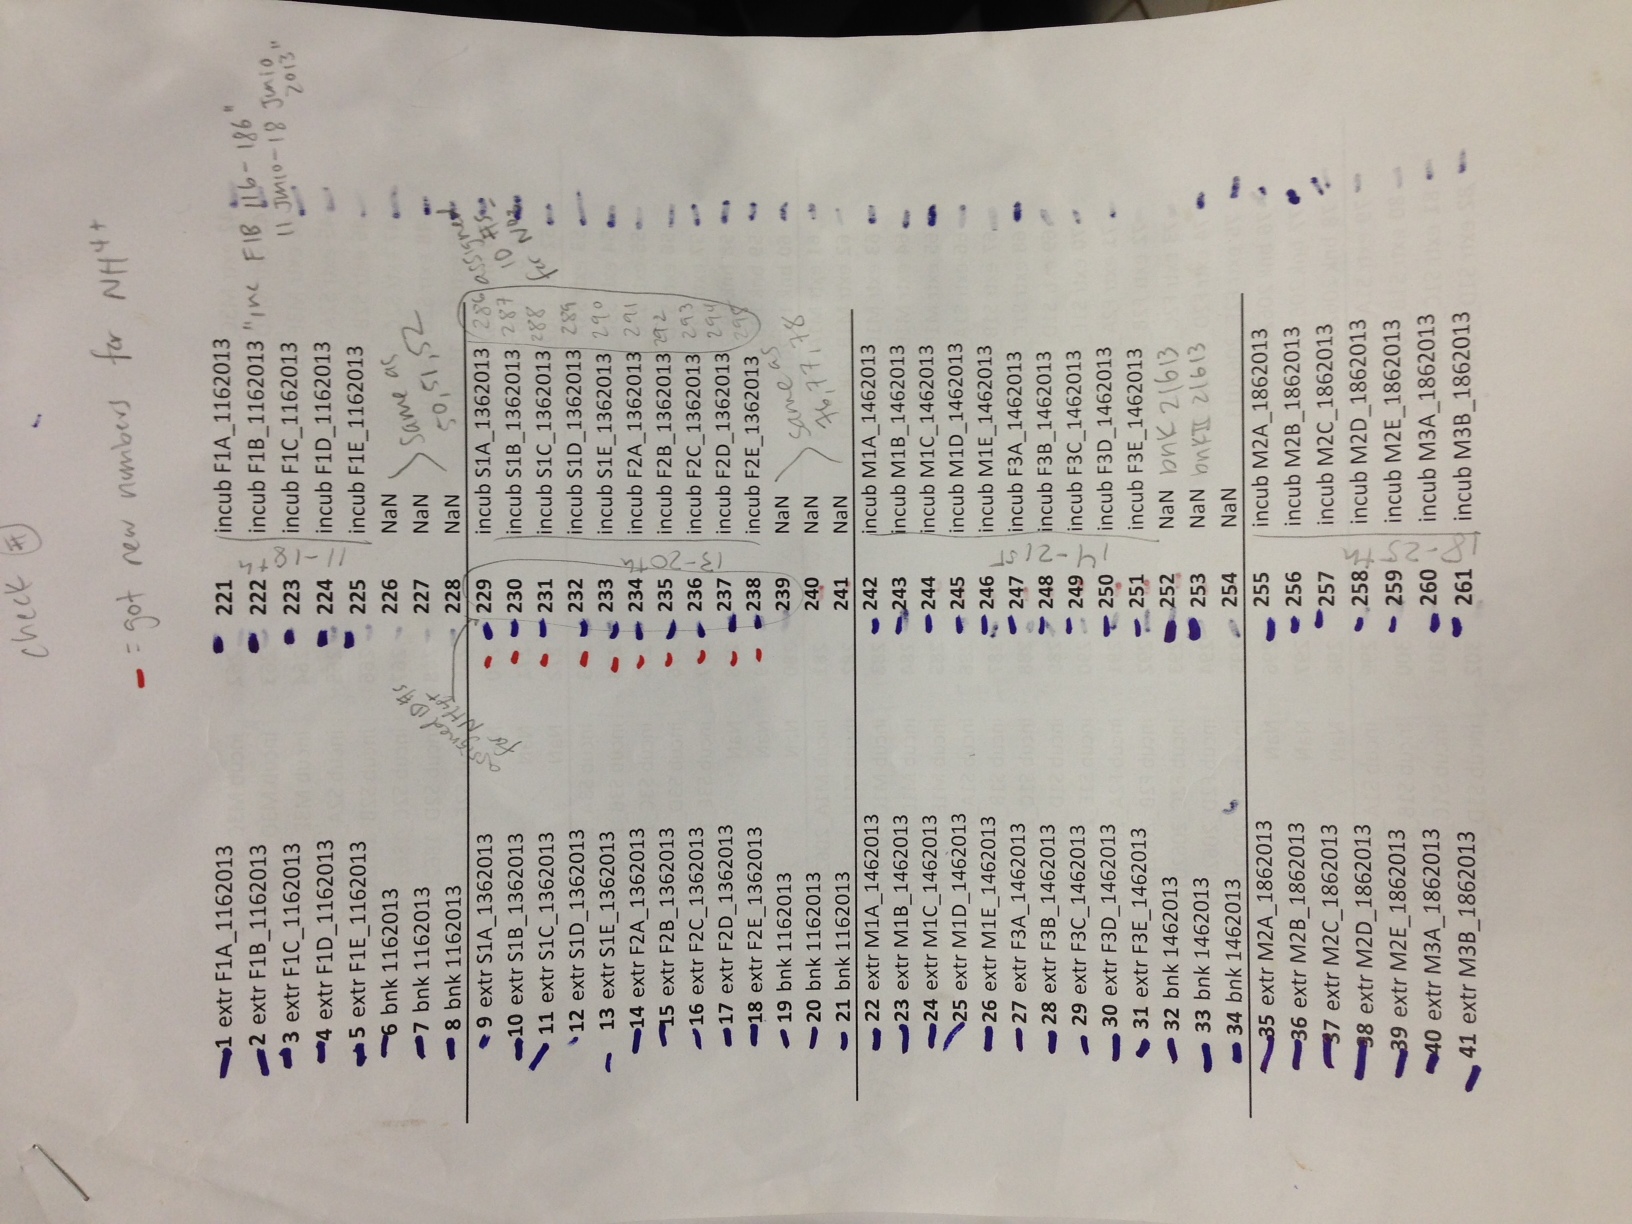 check #
- = got new numbers for NH4+
1 extr F1A_1162013 221 incub F1A_1162013
2 extr F1B_1162013 222 incub F1B_1162013 "inc F1B 116-186"
11 Junio-18 Junio
2013"
3 extr F1C_1162013 223 incub F1C_1162013
4 extr F1D_1162013 224 incub F1D_1162013
5 extr F1E_1162013 225 incub F1E_1162013
11-18th
6 bnk 1162013 226 NaN
7 bnk 1162013 227 NaN
8 bnk 1162013 228 NaN
same as
50,51,52
assigned ID #s
for NH4+
assigned
ID #s
for
9 extr S1A_1362013 229 incub S1A_1362013 286
10 extr S1B_1362013 230 incub S1B_1362013 287
11 extr S1C_1362013 231 incub S1C_1362013 288
12 extr S1D_1362013 232 incub S1D_1362013 289
13 extr S1E_1362013 233 incub S1E_1362013 290
14 extr F2A_1362013 234 incub F2A_1362013 291
15 extr F2B_1362013 235 incub F2B_1362013 292
16 extr F2C_1362013 236 incub F2C_1362013 293
17 extr F2D_1362013 237 incub F2D_1362013 294
18 extr F2E_1362013 238 incub F2E_1362013 295
13-20th
19 bnk 1162013 239 NaN
20 bnk 1162013 240 NaN
21 bnk 1162013 241 NaN
same as
76,77,78
22 extr M1A_1462013 242 incub M1A_1462013
23 extr M1B_1462013 243 incub M1B_1462013
24 extr M1C_1462013 244 incub M1C_1462013
25 extr M1D_1462013 245 incub M1D_1462013
26 extr M1E_1462013 246 incub M1E_1462013
27 extr F3A_1462013 247 incub F3A_1462013
28 extr F3B_1462013 248 incub F3B_1462013
29 extr F3C_1462013 249 incub F3C_1462013
30 extr F3D_1462013 250 incub F3D_1462013
31 extr F3E_1462013 251 incub F3E_1462013
14-21st
32 bnk 1462013 252 NaN bnk 21613
33 bnk 1462013 253 NaN bnkII 21613
34 bnk 1462013 254 NaN
35 extr M2A_1862013 255 incub M2A_1862013
36 extr M2B_1862013 256 incub M2B_1862013
37 extr M2C_1862013 257 incub M2C_1862013
38 extr M2D_1862013 258 incub M2D_1862013
39 extr M2E_1862013 259 incub M2E_1862013
40 extr M3A_1862013 260 incub M3A_1862013
41 extr M3B_1862013 261 incub M3B_1862013
18-25th